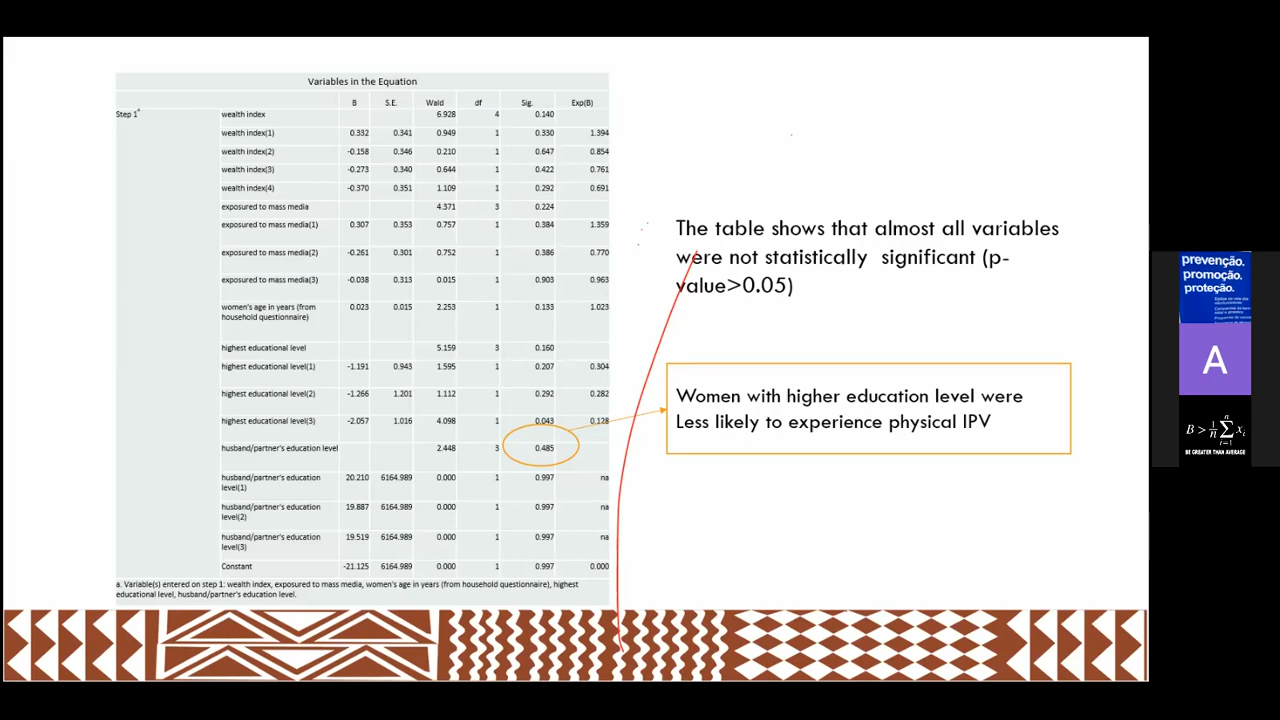 Variables in the Equation
B S.E. Wald df Sig. Exp(B)
Step 1a wealth index 6.928 4 0.140
wealth index(1) 0.332 0.341 0.949 1 0.330 1.394
wealth index(2) -0.158 0.346 0.210 1 0.647 0.854
wealth index(3) -0.273 0.340 0.644 1 0.422 0.761
wealth index(4) -0.370 0.351 1.109 1 0.292 0.691
exposured to mass media 4.371 3 0.224
exposured to mass media(1) 0.307 0.353 0.757 1 0.384 1.359
exposured to mass media(2) -0.261 0.301 0.752 1 0.386 0.770
exposured to mass media(3) -0.038 0.313 0.015 1 0.903 0.963
women's age in years (from 0.023 0.015 2.253 1 0.133 1.023
household questionnaire)
highest educational level 5.159 3 0.160
highest educational level(1) -1.191 0.943 1.595 1 0.207 0.304
highest educational level(2) -1.266 1.201 1.112 1 0.292 0.282
highest educational level(3) -2.057 1.016 4.098 1 0.043 0.128
husband/partner's education level 2.448 3 0.485
husband/partner's education 20.210 6164.989 0.000 1 0.997 na
level(1)
husband/partner's education 19.887 6164.989 0.000 1 0.997 na
level(2)
husband/partner's education 19.519 6164.989 0.000 1 0.997 na
level(3)
Constant -21.125 6164.989 0.000 1 0.997 0.000
a. Variable(s) entered on step 1: wealth index, exposured to mass media, women's age in years (from household questionnaire), highest
educational level, husband/partner's education level.
The table shows that almost all variables
were not statistically significant (p-
value>0.05)
Women with higher education level were
Less likely to experience physical IPV
prevenção.
promoção.
proteção.
A
B > 1/n ∑ xi
n
i=1
BE GREATER THAN AVERAGE